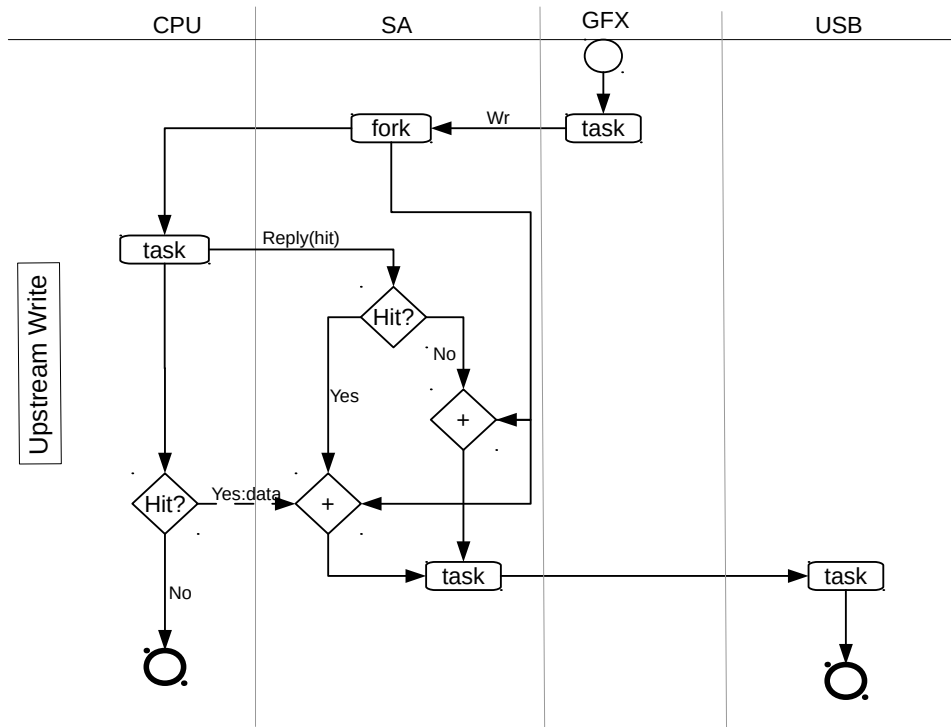 CPU
SA
GFX
USB
Wr
fork
task
task
Reply(hit)
Upstream Write
Hit?
No
Yes
+
Yes:data
Hit?
+
task
task
No